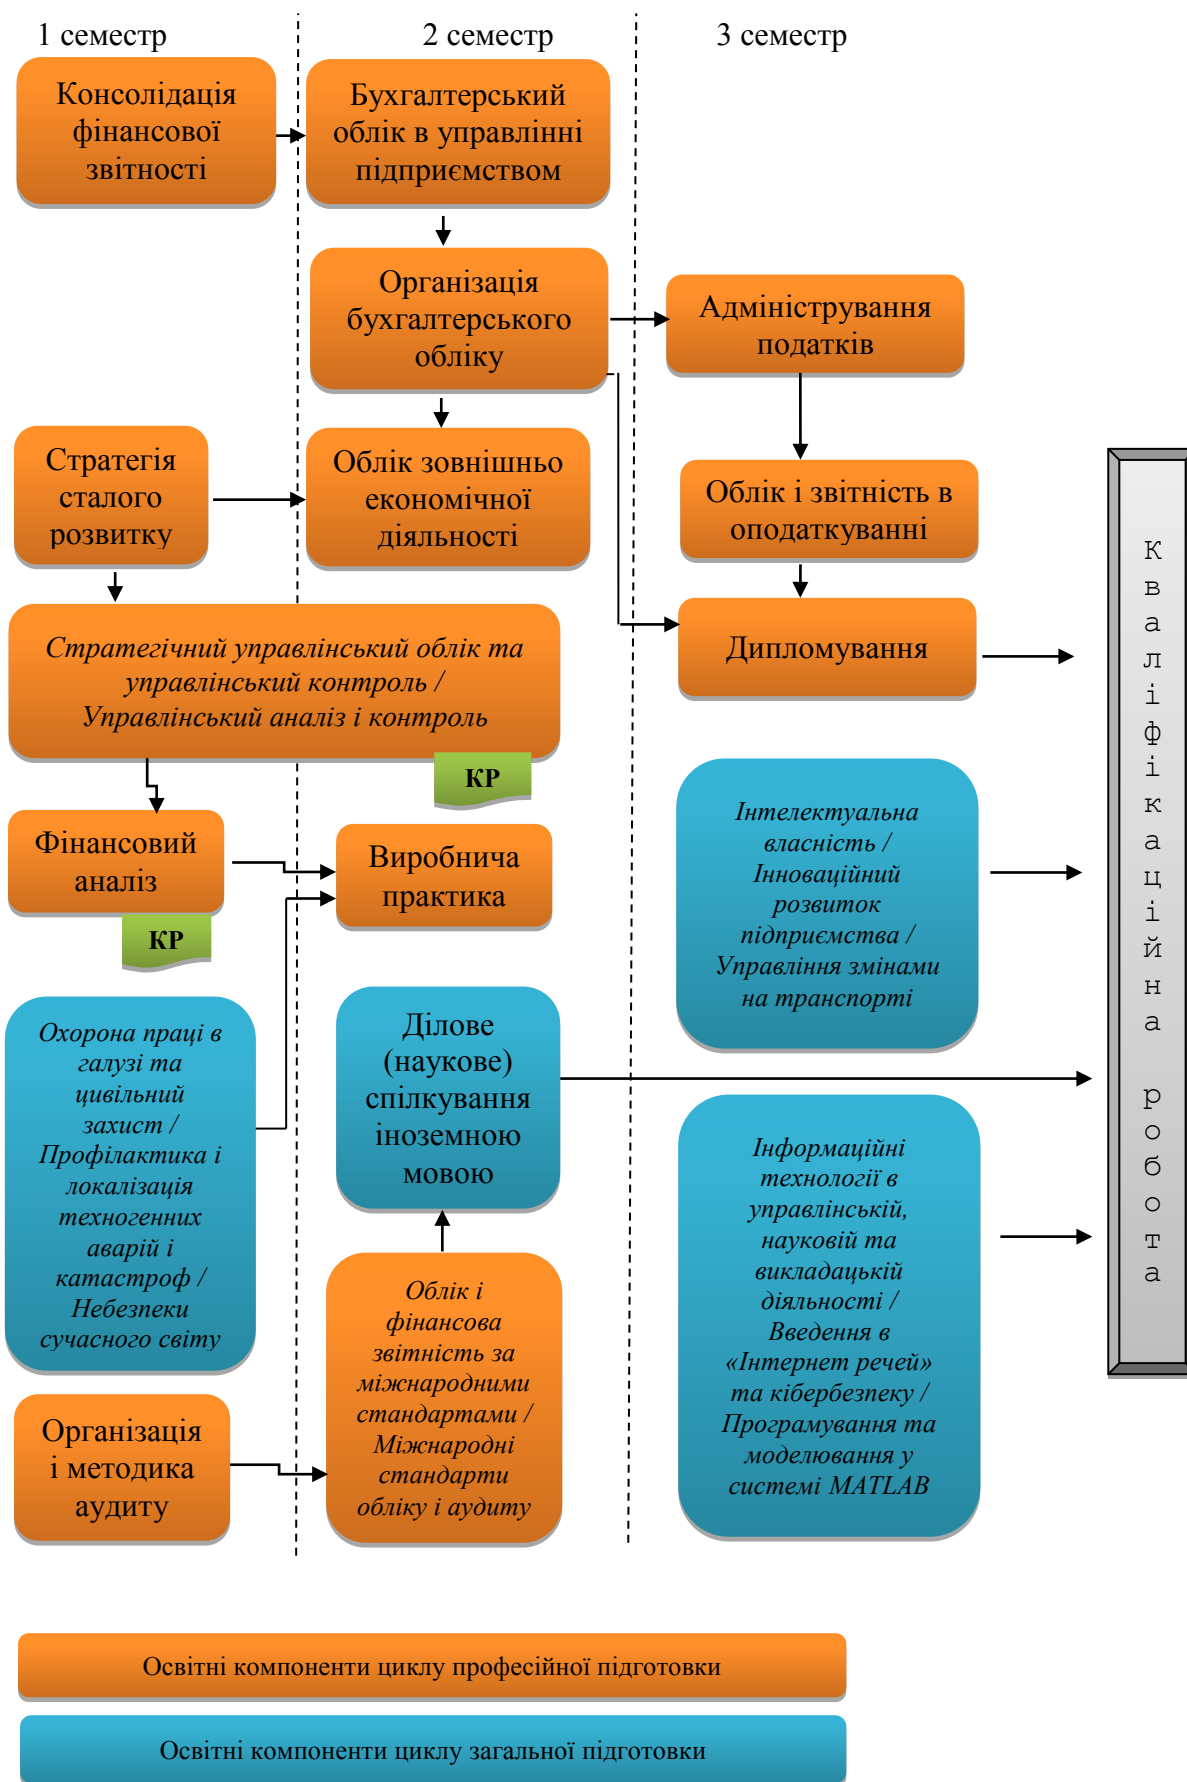 1 семестр
2 семестр
3 семестр
Консолідація
фінансової
звітності
Бухгалтерський
облік в управлінні
підприємством
Організація
бухгалтерського
обліку
Адміністрування
податків
Стратегія
сталого
розвитку
Облік зовнішньо
економічної
діяльності
Облік і звітність в
оподаткуванні
Стратегічний управлінський облік та
управлінський контроль /
Управлінський аналіз і контроль
КР
Дипломування
Фінансовий
аналіз
КР
Виробнича
практика
Інтелектуальна
власність /
Інноваційний
розвиток
підприємства /
Управління змінами
на транспорті
Охорона праці в
галузі та
цивільний
захист /
Профілактика і
локалізація
техногенних
аварій і
катастроф /
Небезпеки
сучасного світу
Ділове
(наукове)
спілкування
іноземною
мовою
Інформаційні
технології в
управлінській,
науковій та
викладацькій
діяльності /
Введення в
«Інтернет речей»
та кібербезпеку /
Програмування та
моделювання у
системі MATLAB
Організація
і методика
аудиту
Облік і
фінансова
звітність за
міжнародними
стандартами /
Міжнародні
стандарти
обліку і аудиту
Кваліфікаційна робота
Освітні компоненти циклу професійної підготовки
Освітні компоненти циклу загальної підготовки